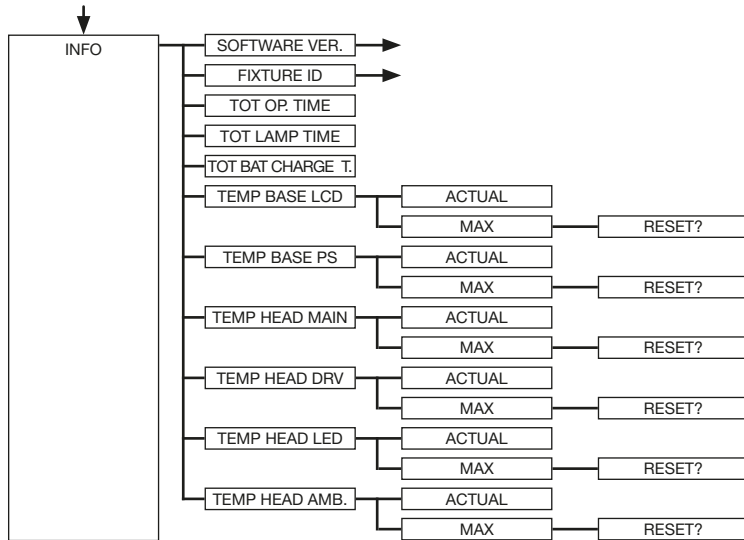 INFO
SOFTWARE VER.
FIXTURE ID
TOT OP. TIME
TOT LAMP TIME
TOT BAT CHARGE T.
TEMP BASE LCD ACTUAL
MAX RESET?
TEMP BASE PS ACTUAL
MAX RESET?
TEMP HEAD MAIN ACTUAL
MAX RESET?
TEMP HEAD DRV ACTUAL
MAX RESET?
TEMP HEAD LED ACTUAL
MAX RESET?
TEMP HEAD AMB. ACTUAL
MAX RESET?